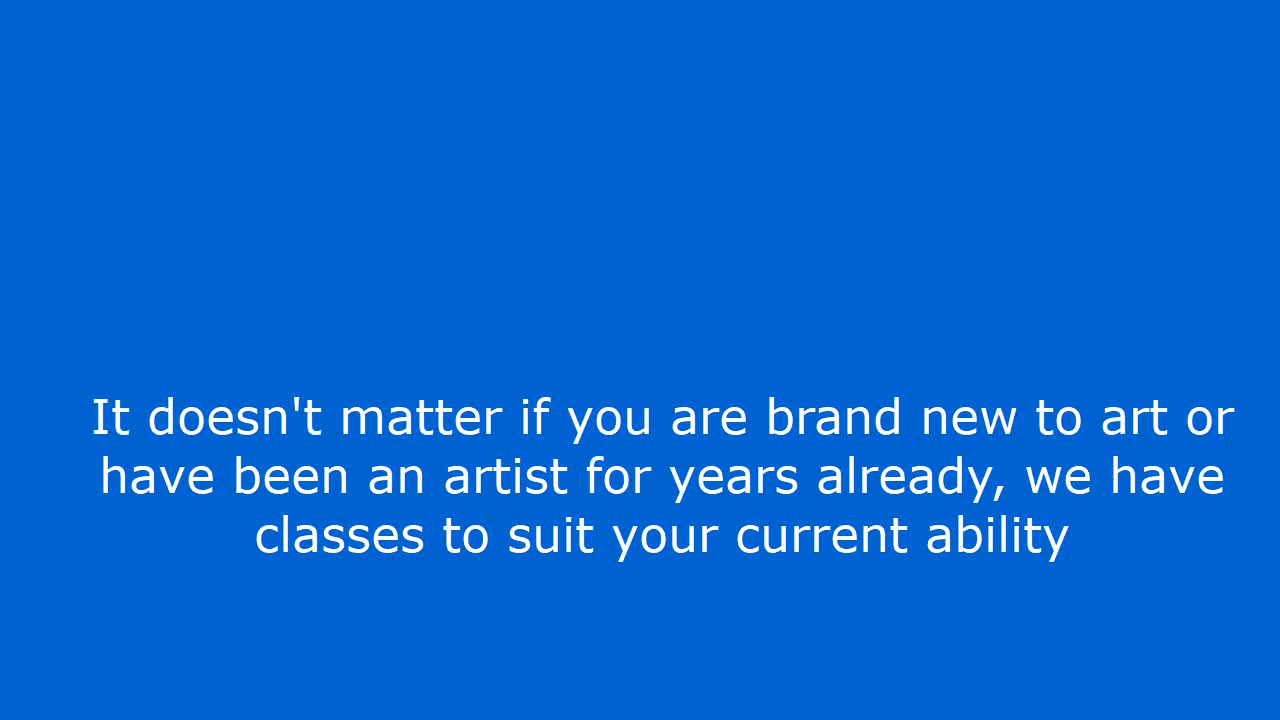 It doesn't matter if you are brand new to art or
have been an artist for years already, we have
classes to suit your current ability